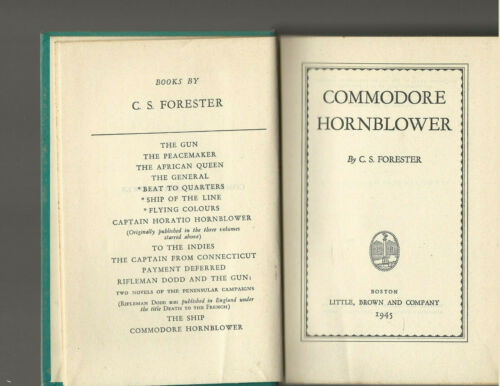 BOOKS BY
C. S. FORESTER
THE GUN
THE PEACEMAKER
THE AFRICAN QUEEN
THE GENERAL
*BEAT TO QUARTERS
*SHIP OF THE LINE
*FLYING COLOURS
CAPTAIN HORATIO HORNBLOWER
(Originally published in the three volumes
starred above)
TO THE INDIES
THE CAPTAIN FROM CONNECTICUT
PAYMENT DEFERRED
RIFLEMAN DODD AND THE GUN:
TWO NOVELS OF THE PENINSULAR CAMPAIGNS
(RIFLEMAN DODD was published in England under
the title DEATH TO THE FRENCH)
THE SHIP
COMMODORE HORNBLOWER
COMMODORE
HORNBLOWER
By C. S. FORESTER
BOSTON
LITTLE, BROWN AND COMPANY
1945